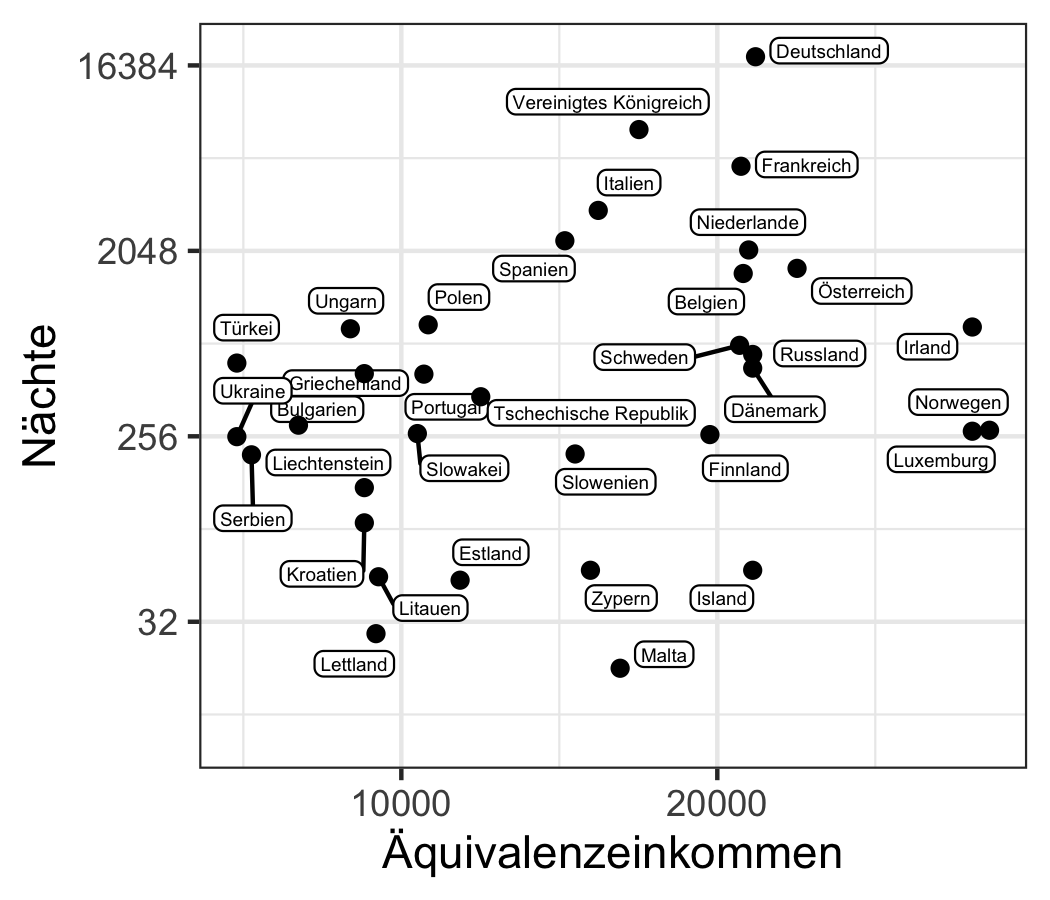 Deutschland
16384
Vereinigtes Königreich
Frankreich
Italien
Niederlande
2048
Spanien
Österreich
Polen
Ungarn
Belgien
Türkei
Irland
Russland
Schweden
Griechenland
Ukraine
Norwegen
Portugal
Bulgarien
Dänemark
Tschechische Republik
256
Luxemburg
Liechtenstein
Slowakei
Finnland
Slowenien
Serbien
Estland
Kroatien
Zypern
Island
Litauen
32
Malta
Lettland
Nächte
10000
20000
Äquivalenzeinkommen